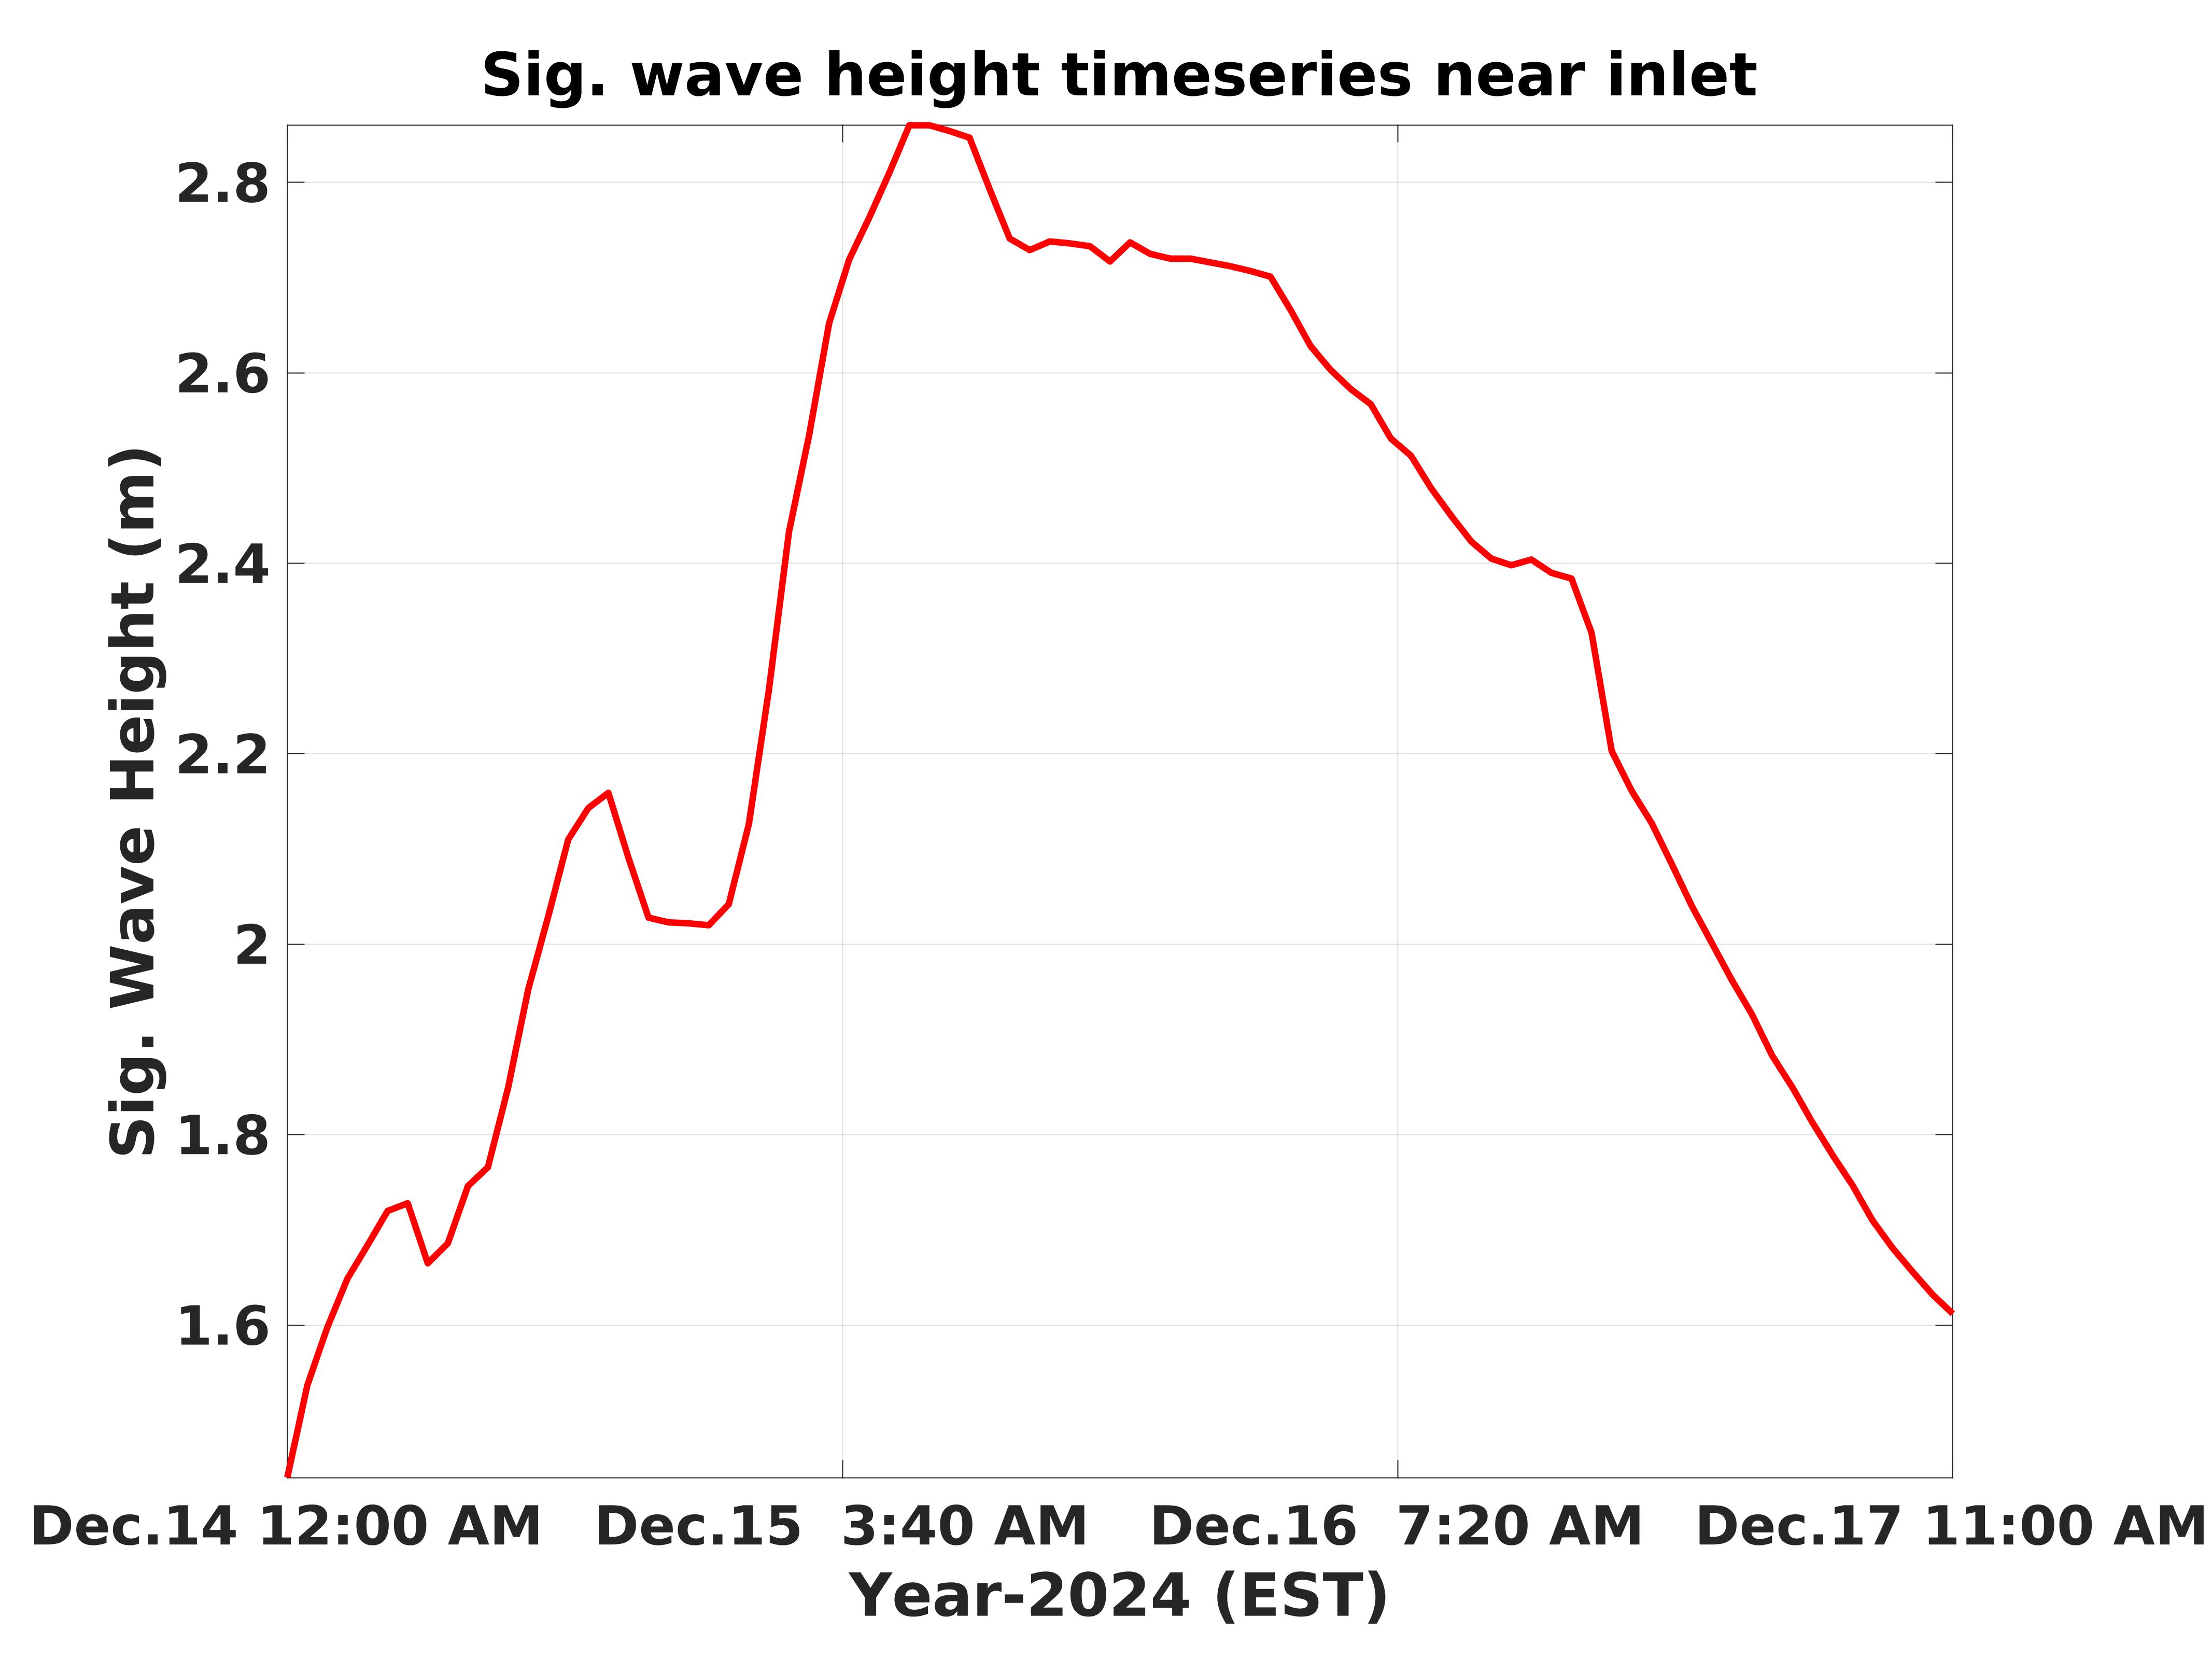 Sig. wave height timeseries near inlet
Sig. Wave Height (m)
2.8
2.6
2.4
2.2
2
1.8
1.6
Dec.14 12:00 AM Dec.15 3:40 AM Dec.16 7:20 AM Dec.17 11:00 AM
Year-2024 (EST)